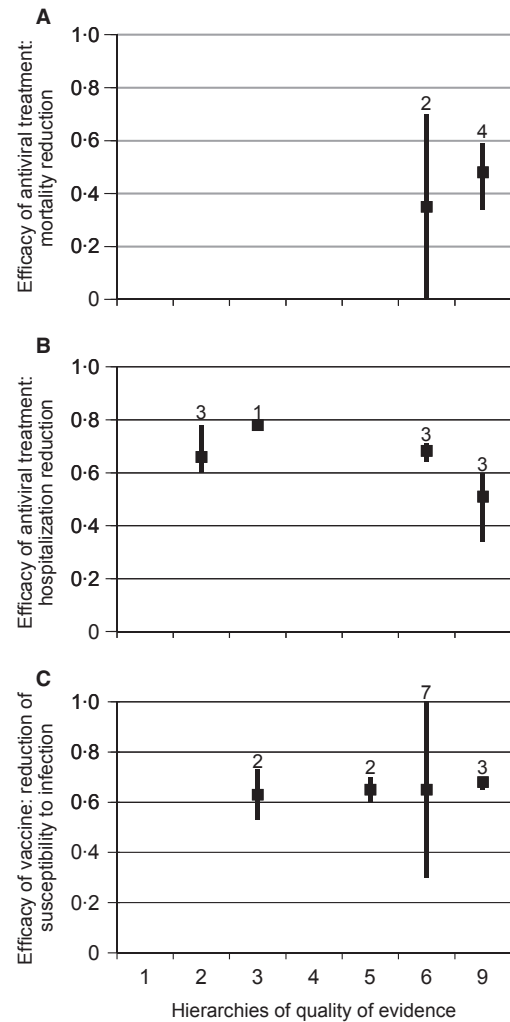 A
Efficacy of antiviral treatment:
mortality reduction
1·0
0·8
0·6
0·4
0·2
0
2
4
B
Efficacy of antiviral treatment:
hospitalization reduction
1·0
0·8
0·6
0·4
0·2
0
3
1
3
3
C
Efficacy of vaccine: reduction of
susceptibility to infection
1·0
0·8
0·6
0·4
0·2
0
2
2
7
3
1 2 3 4 5 6 9
Hierarchies of quality of evidence